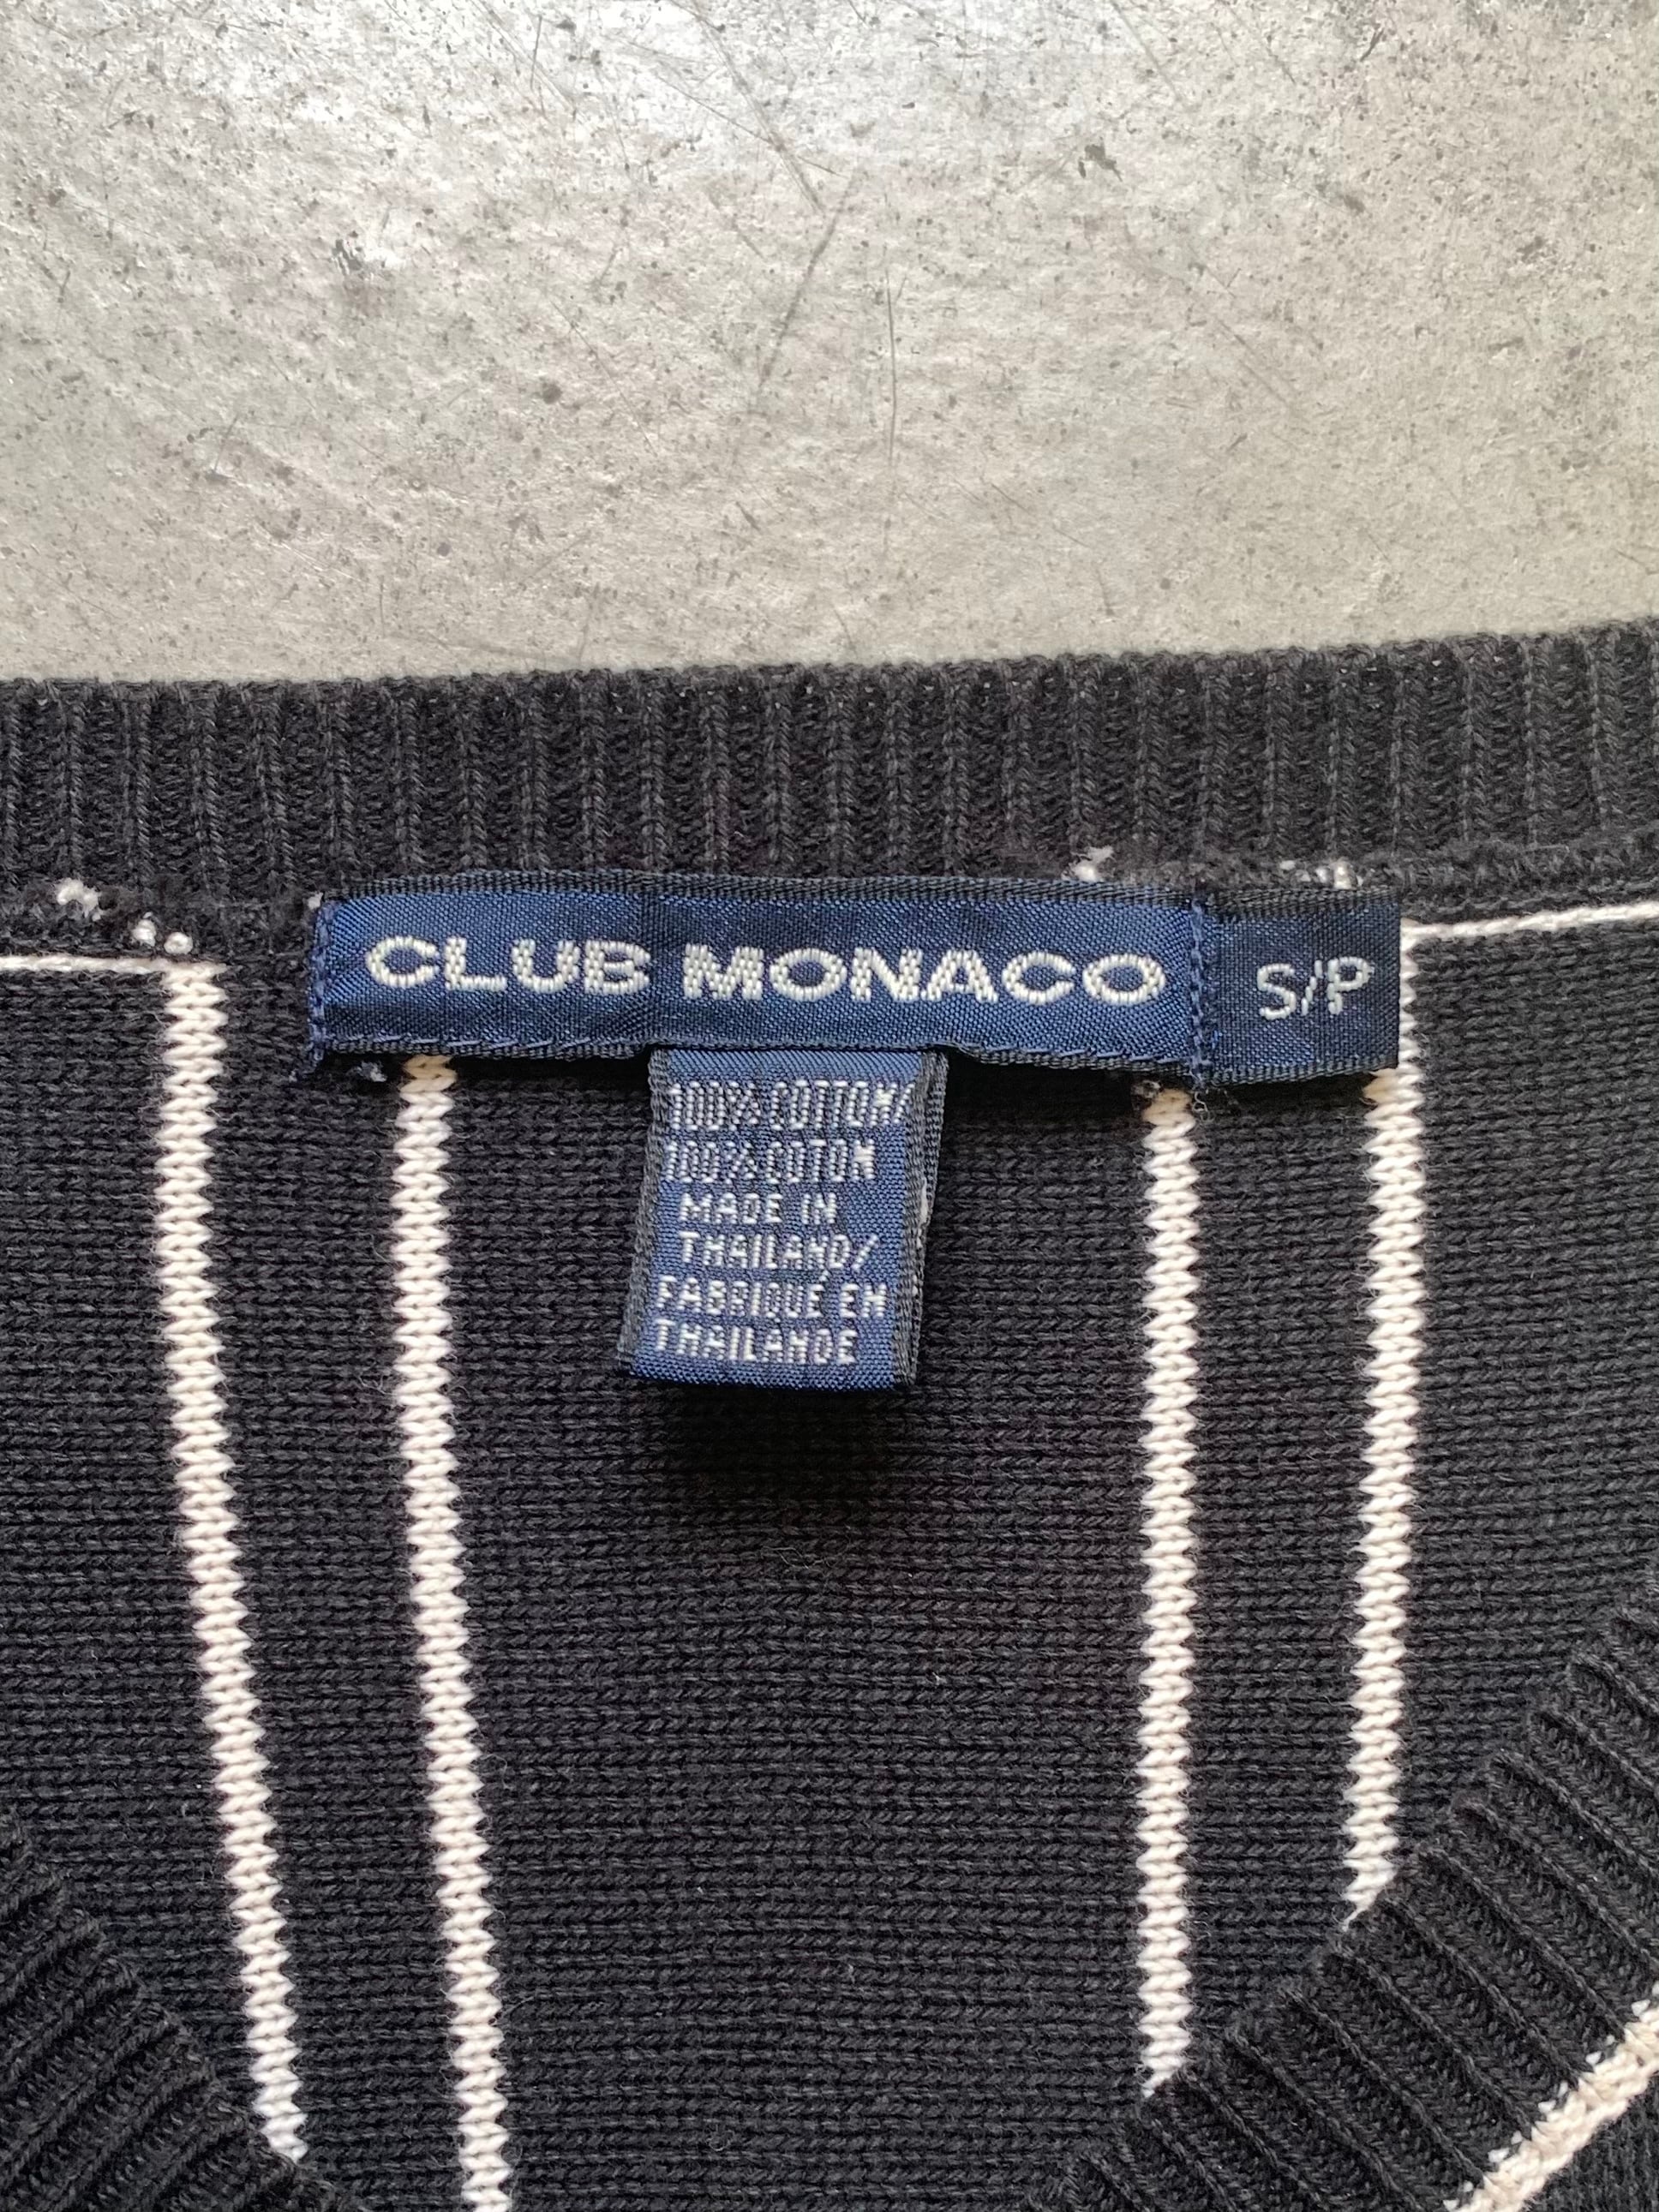 CLUB MONACO S/P
100% COTTON/
100% COTON
MADE IN
THAILAND/
FABRIQUÉ EN
THAILANDE